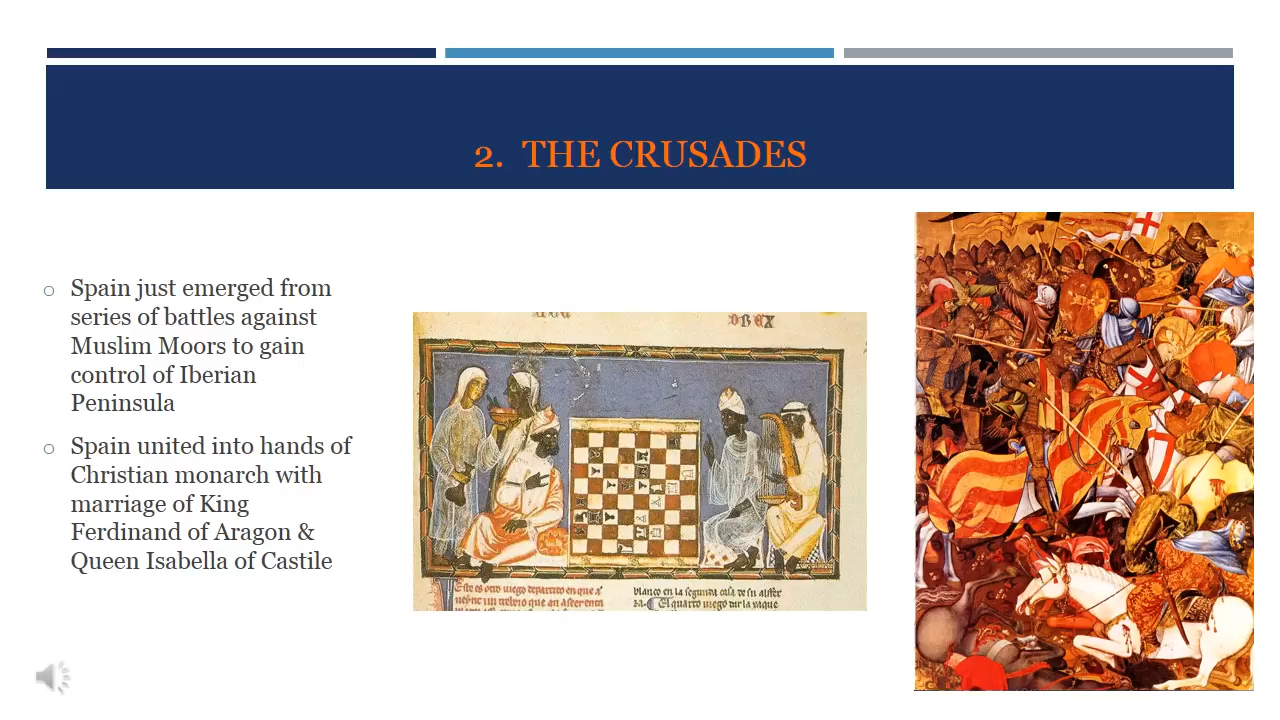 2. THE CRUSADES
Spain just emerged from
series of battles against
Muslim Moors to gain
control of Iberian
Peninsula
Spain united into hands of
Christian monarch with
marriage of King
Ferdinand of Aragon &
Queen Isabella of Castile